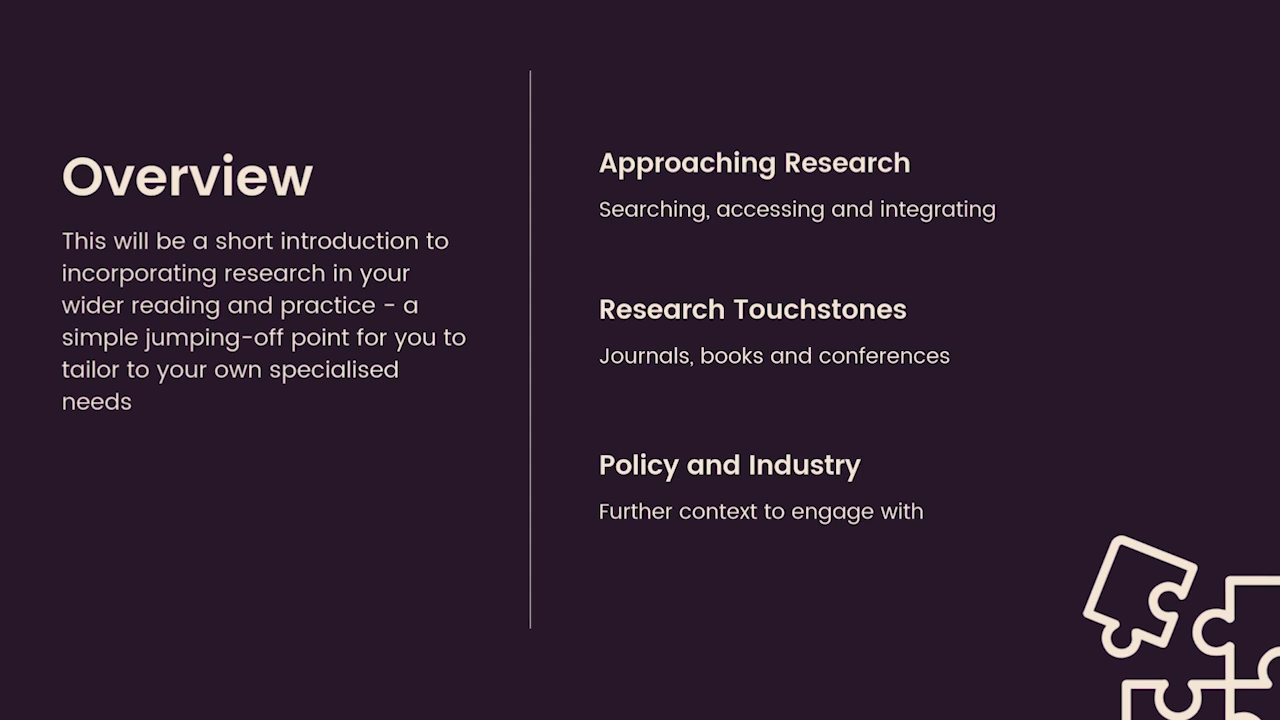 Overview
This will be a short introduction to
incorporating research in your
wider reading and practice - a
simple jumping-off point for you to
tailor to your own specialised
needs
Approaching Research
Searching, accessing and integrating
Research Touchstones
Journals, books and conferences
Policy and Industry
Further context to engage with